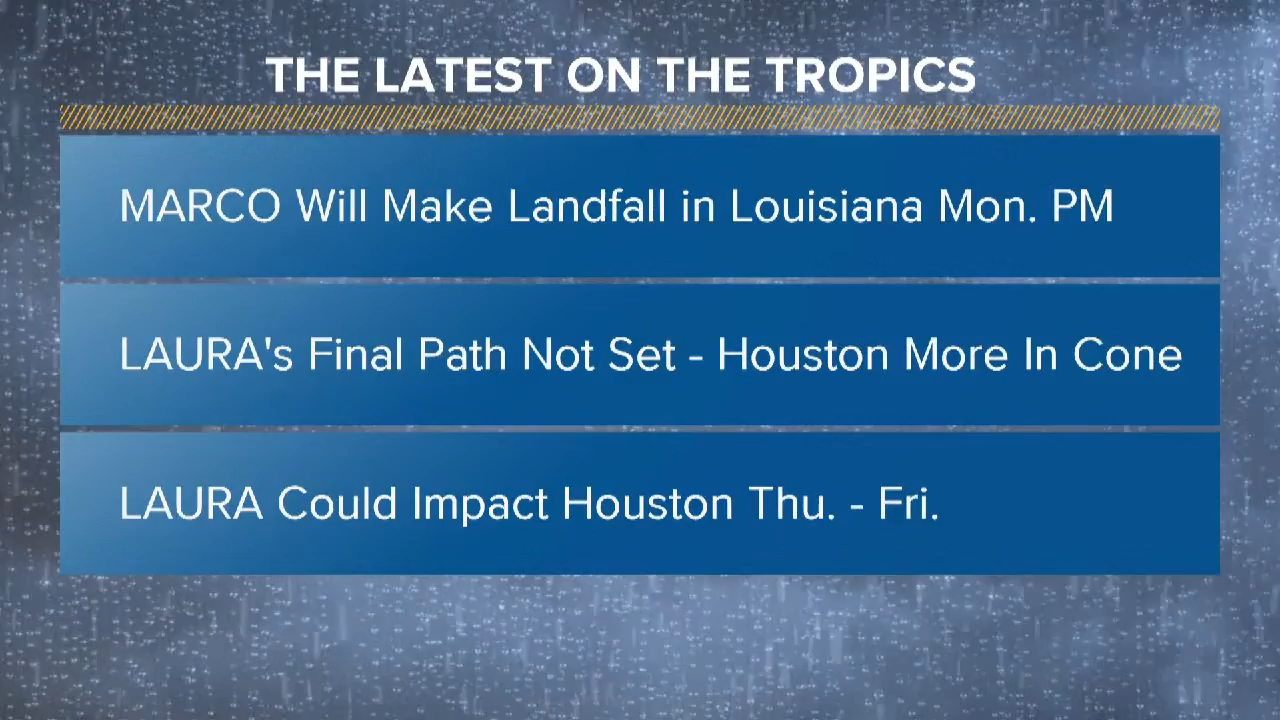 THE LATEST ON THE TROPICS
MARCO Will Make Landfall in Louisiana Mon. PM
LAURA's Final Path Not Set - Houston More In Cone
LAURA Could Impact Houston Thu. - Fri.